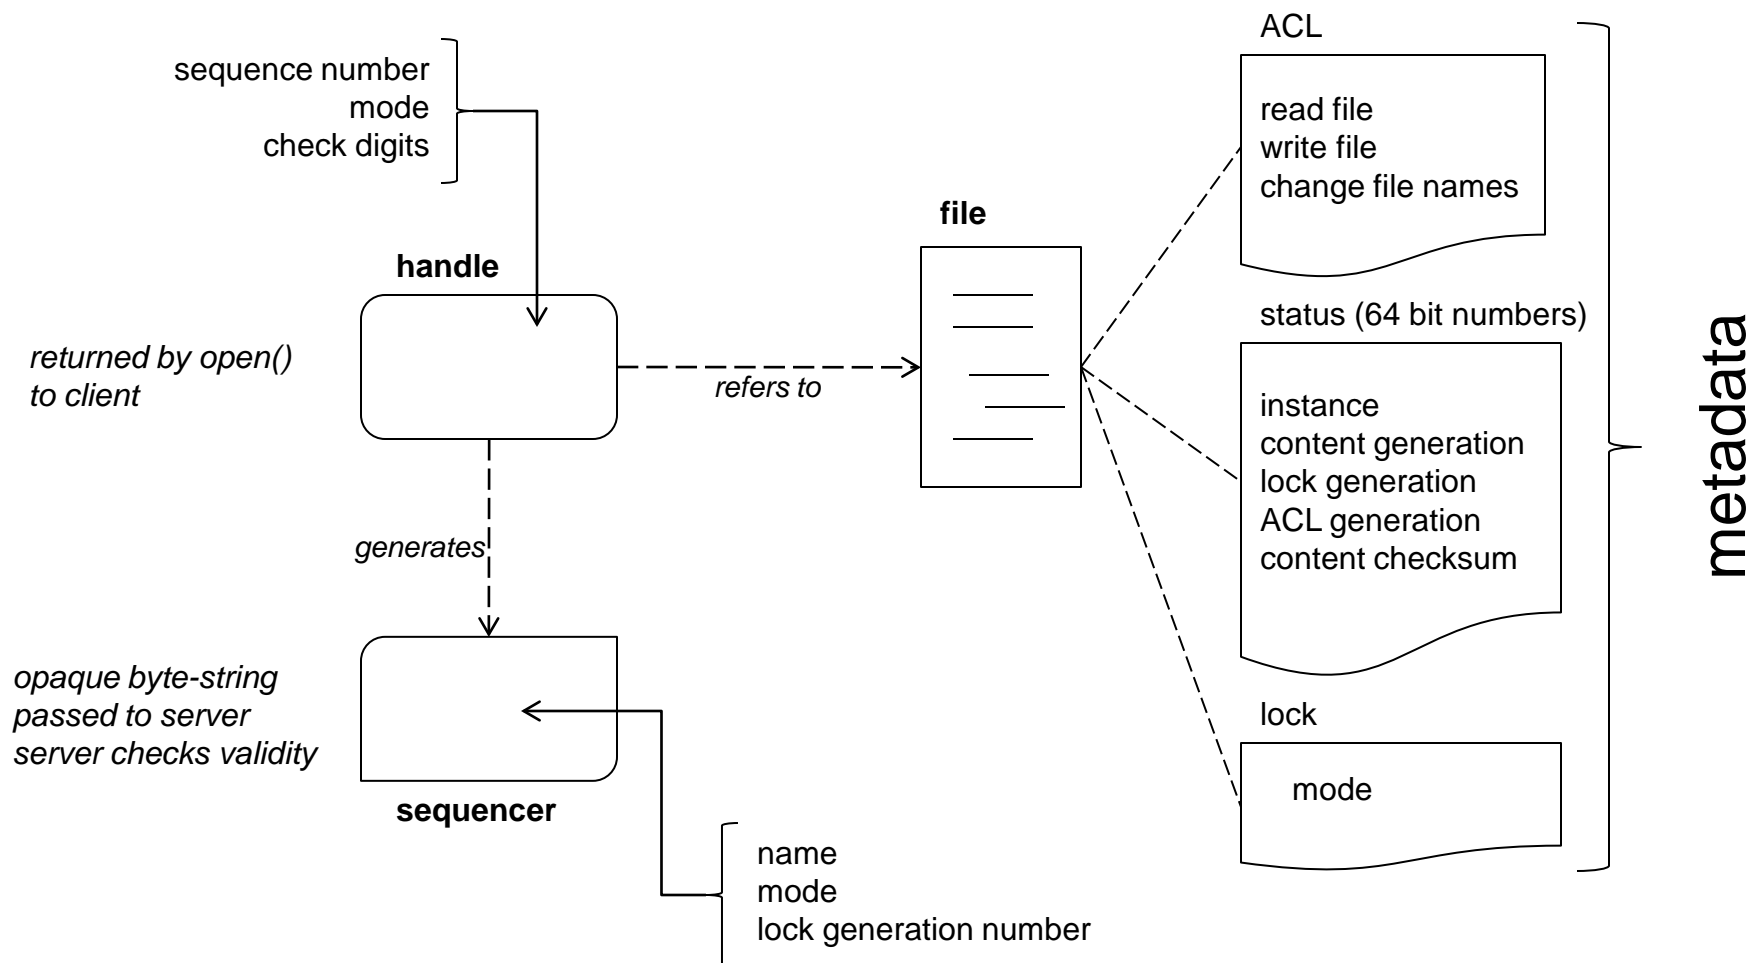 sequence number
mode
check digits
handle
returned by open()
to client
refers to
generates
opaque byte-string
passed to server
server checks validity
sequencer
name
mode
lock generation number
file
ACL
read file
write file
change file names
status (64 bit numbers)
instance
content generation
lock generation
ACL generation
content checksum
lock
mode
metadata